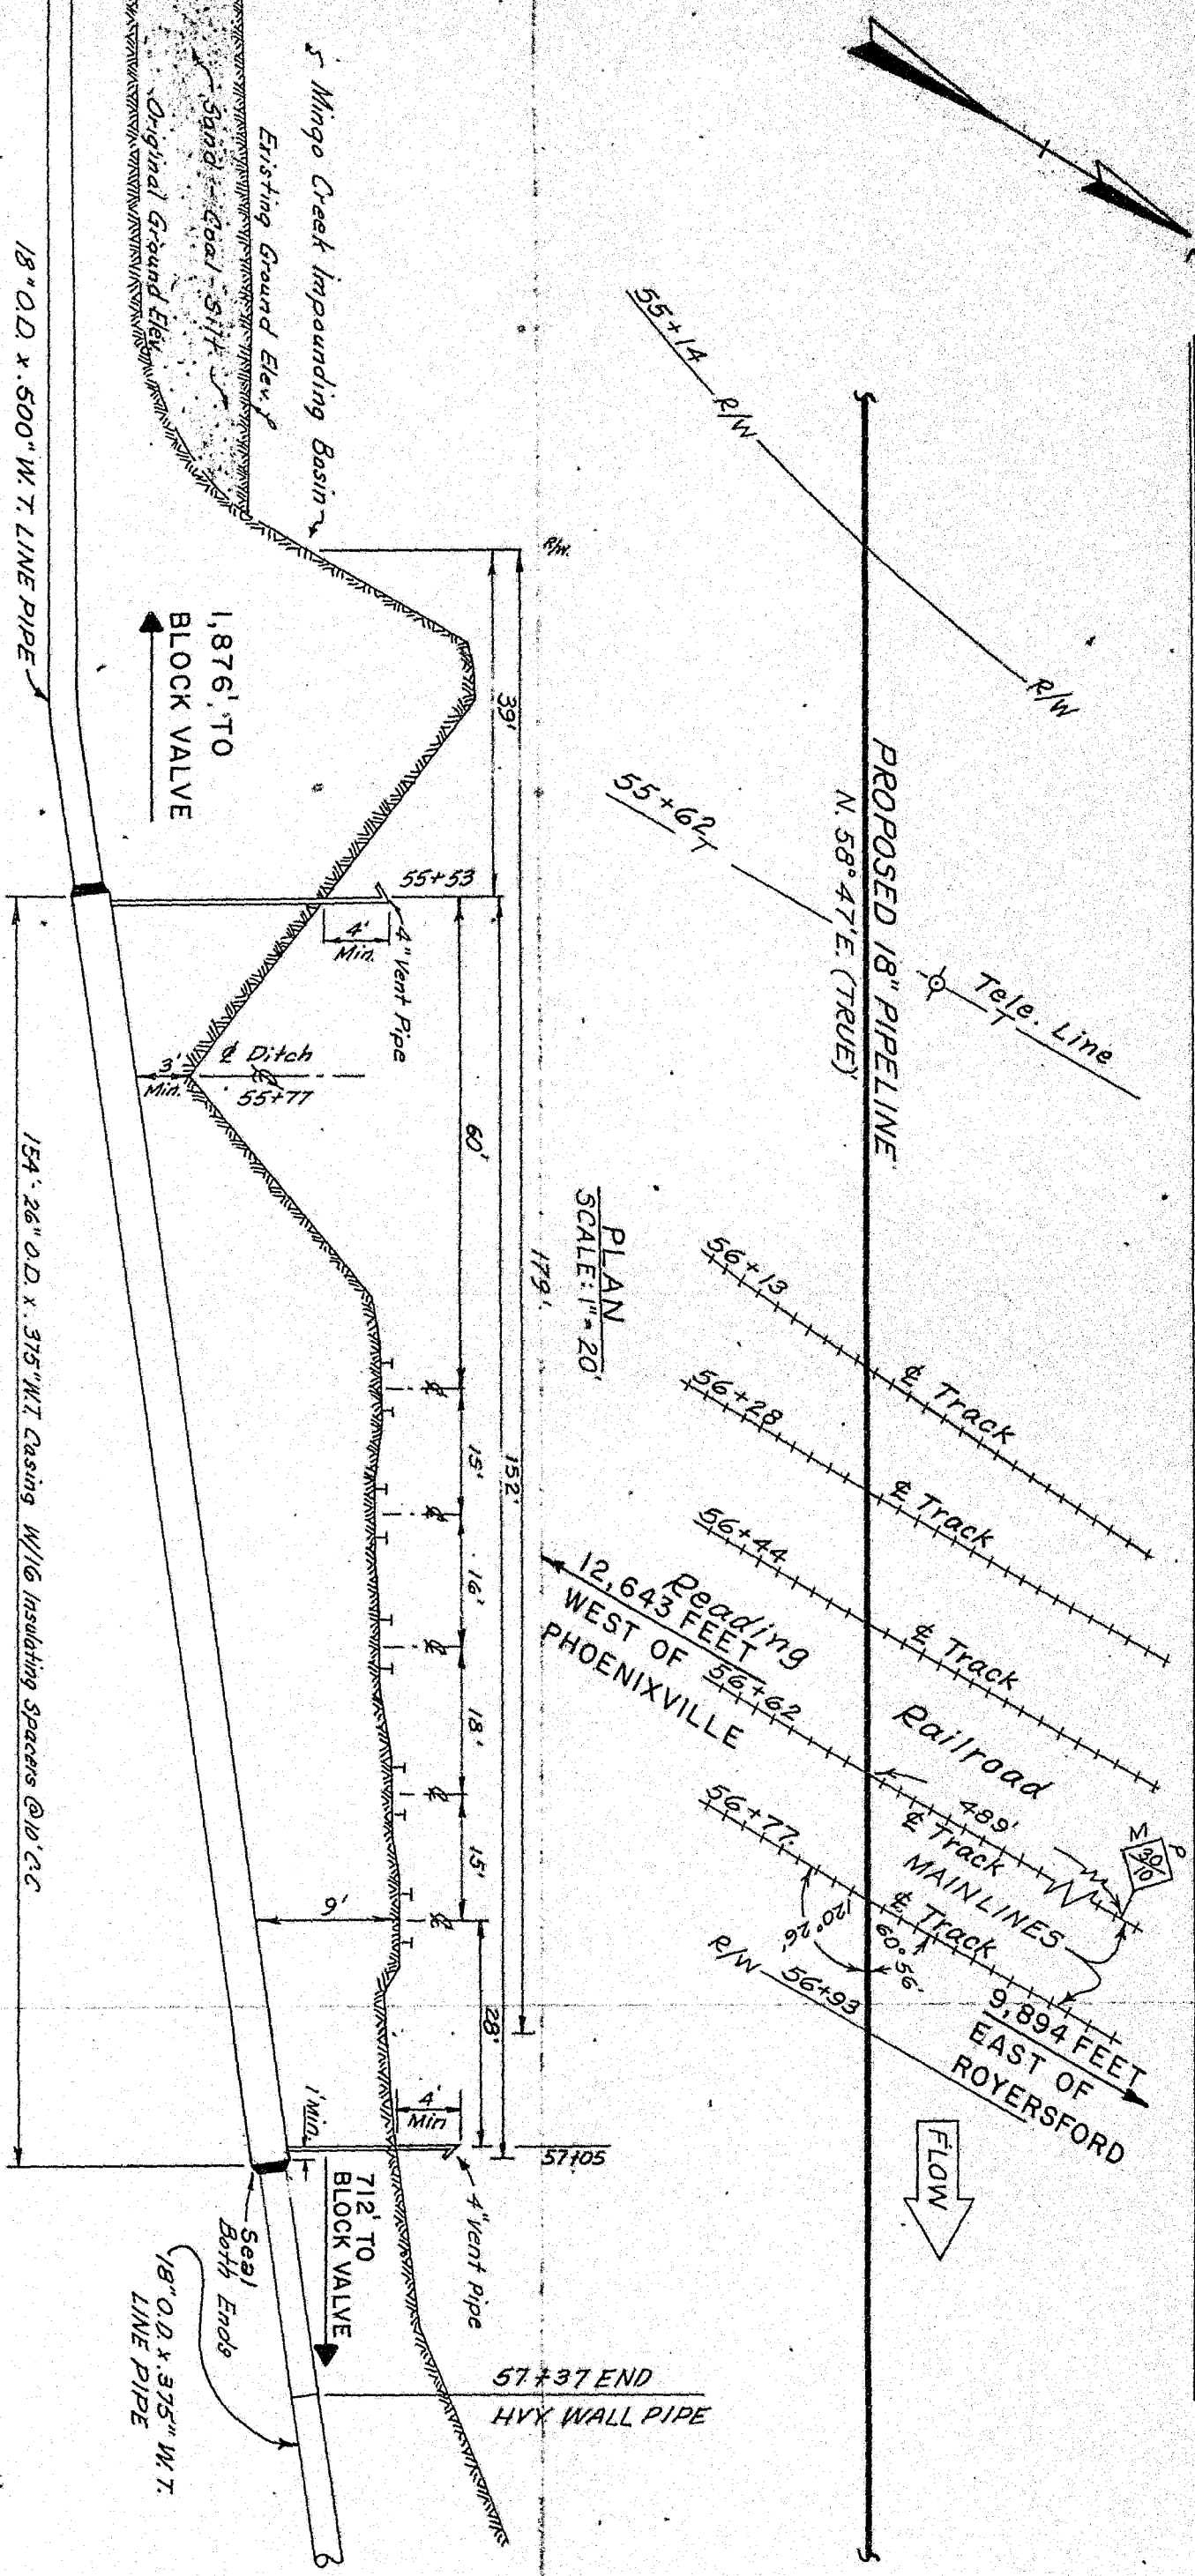 55+14
R/W
R/W
PROPOSED 18" PIPELINE
N. 58° 47' E. (TRUE)
55+62
T
Tele. Line
T
56+13
℄ Track
56+28
℄ Track
56+44
℄ Track
Reading
Railroad
12,643 FEET
WEST OF
PHOENIXVILLE
56+62
489'
℄ Track
MAINLINES
M P
30/10
56+77
℄ Track
120° 26'
60° 56'
R/W
56+93
9,894 FEET
EAST OF
ROYERSFORD
FLOW
PLAN
SCALE: 1" = 20'
R/W.
179'
152'
39'
60'
15'
16'
18'
15'
28'
Mingo Creek Impounding Basin
Existing Ground Elev.
Sand - Coal - Silt
Original Ground Elev.
18" O.D. x .500" W.T. LINE PIPE
1,876' TO
BLOCK VALVE
55+53
4'
Min.
4" Vent Pipe
℄ Ditch
55+77
3'
Min.
℄
℄
℄
℄
℄
9'
1' Min.
4'
Min
57+05
4" Vent Pipe
712' TO
BLOCK VALVE
Seal
Both Ends
18" O.D. x .375" W.T.
LINE PIPE
57+37 END
HVY WALL PIPE
154' - 26" O.D. x .375" W.T. Casing W/16 Insulating Spacers @ 10' C.C